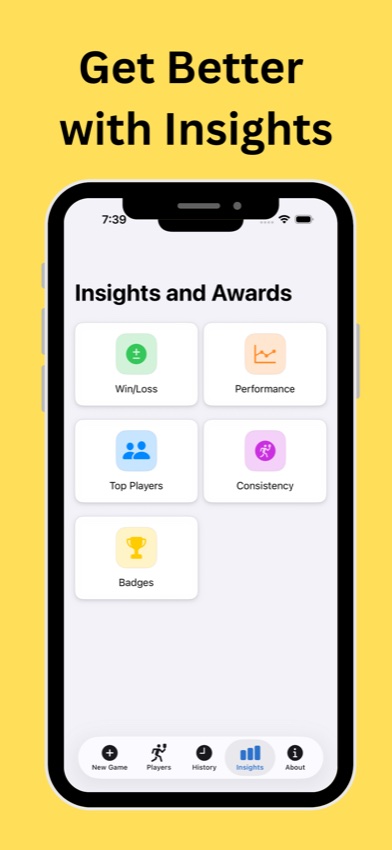 Get Better
with Insights
7:39
Insights and Awards
Win/Loss
Performance
Top Players
Consistency
Badges
New Game
Players
History
Insights
About